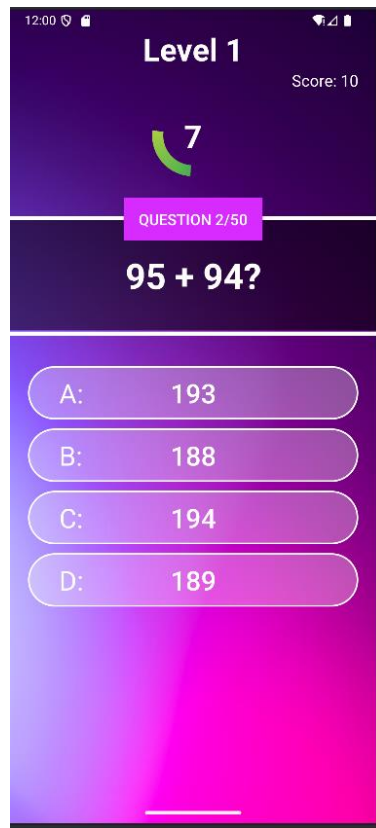 12:00
Level 1
Score: 10
7
QUESTION 2/50
95 + 94?
A: 193
B: 188
C: 194
D: 189